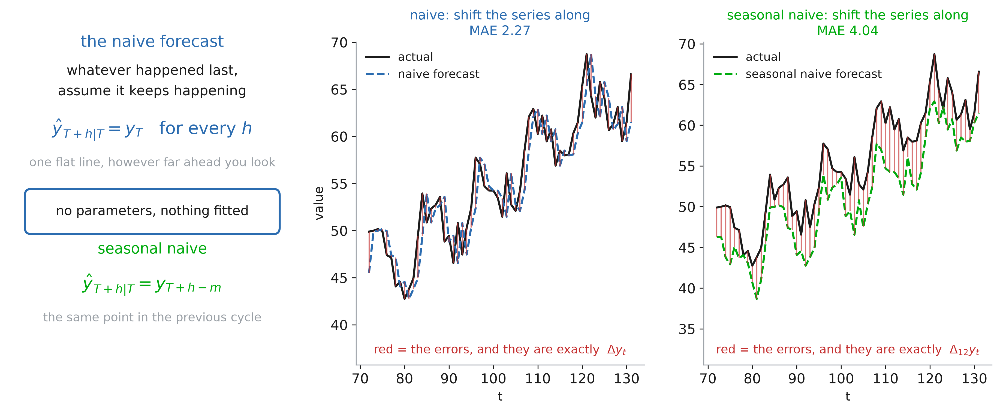 the naive forecast
whatever happened last,
assume it keeps happening
ŷ_{T+h|T} = y_T for every h
one flat line, however far ahead you look
no parameters, nothing fitted
seasonal naive
ŷ_{T+h|T} = y_{T+h−m}
the same point in the previous cycle
naive: shift the series along
MAE 2.27
actual
naive forecast
value
70
65
60
55
50
45
40
red = the errors, and they are exactly Δy_t
70 80 90 100 110 120 130
t
seasonal naive: shift the series along
MAE 4.04
actual
seasonal naive forecast
70
65
60
55
50
45
40
35
red = the errors, and they are exactly Δ₁₂y_t
70 80 90 100 110 120 130
t